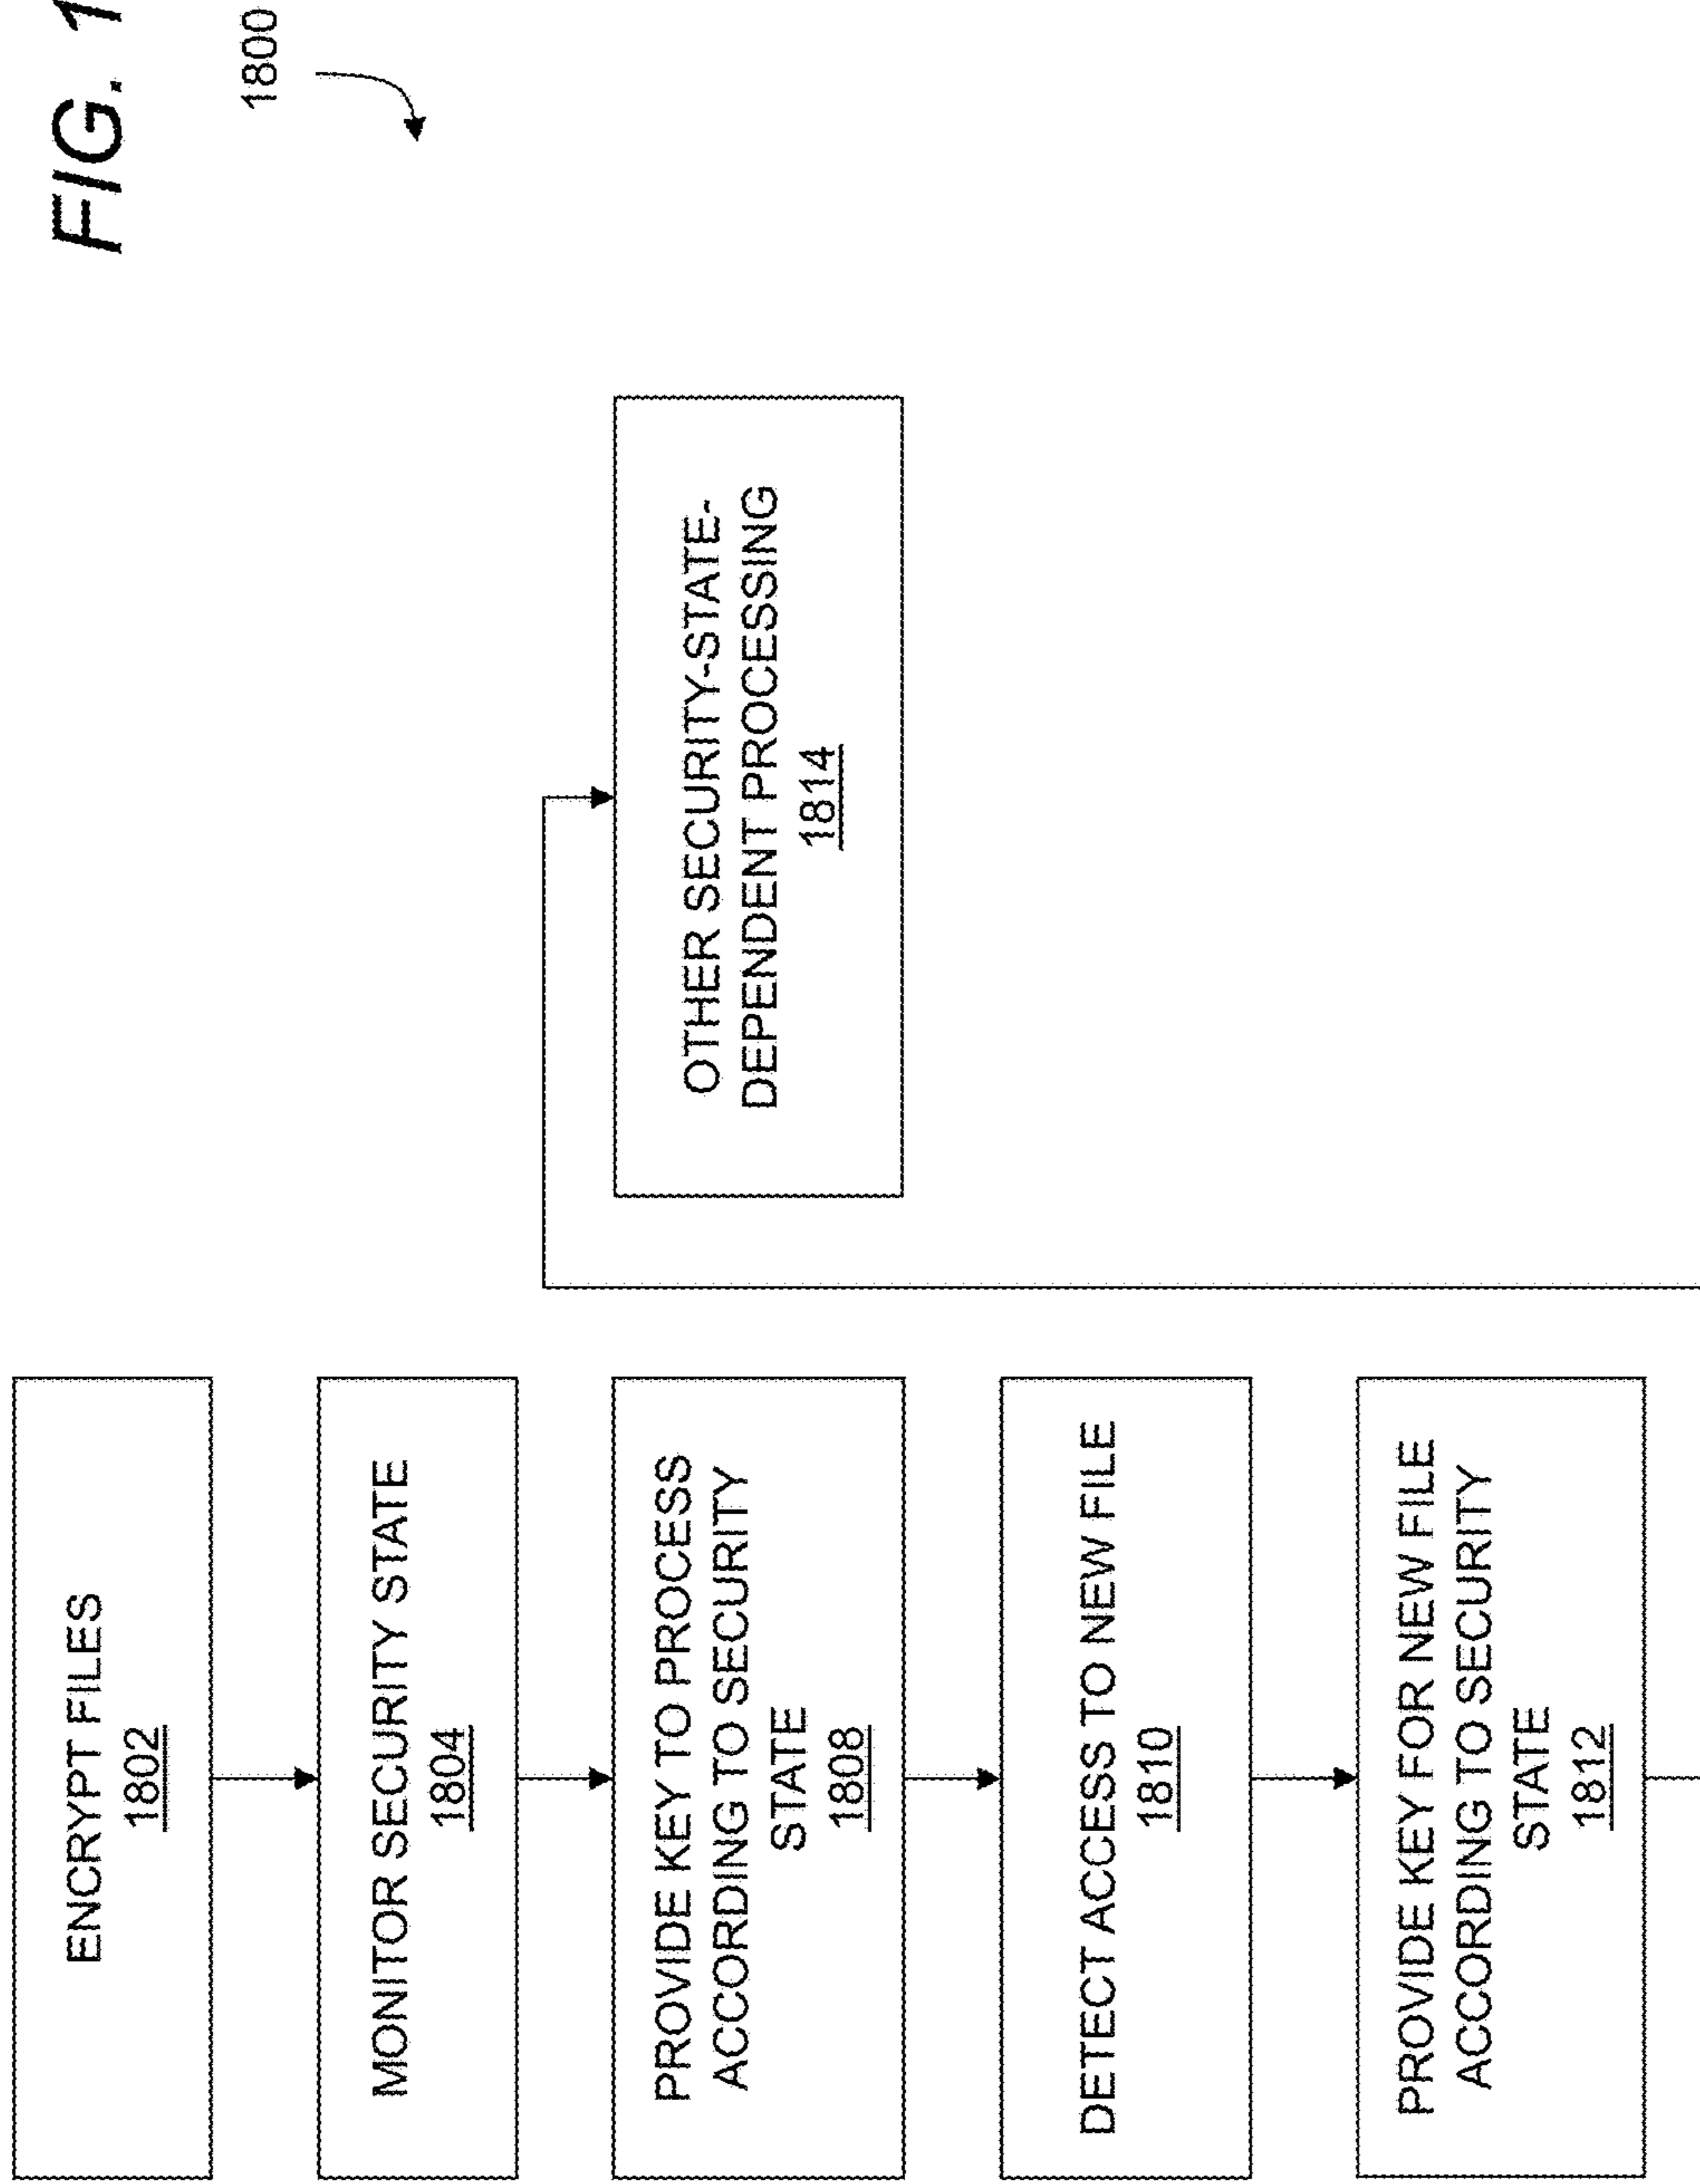 FIG. 1
1800
ENCRYPT FILES
1802
MONITOR SECURITY STATE
1804
PROVIDE KEY TO PROCESS
ACCORDING TO SECURITY
STATE
1808
DETECT ACCESS TO NEW FILE
1810
PROVIDE KEY FOR NEW FILE
ACCORDING TO SECURITY
STATE
1812
OTHER SECURITY-STATE-
DEPENDENT PROCESSING
1814